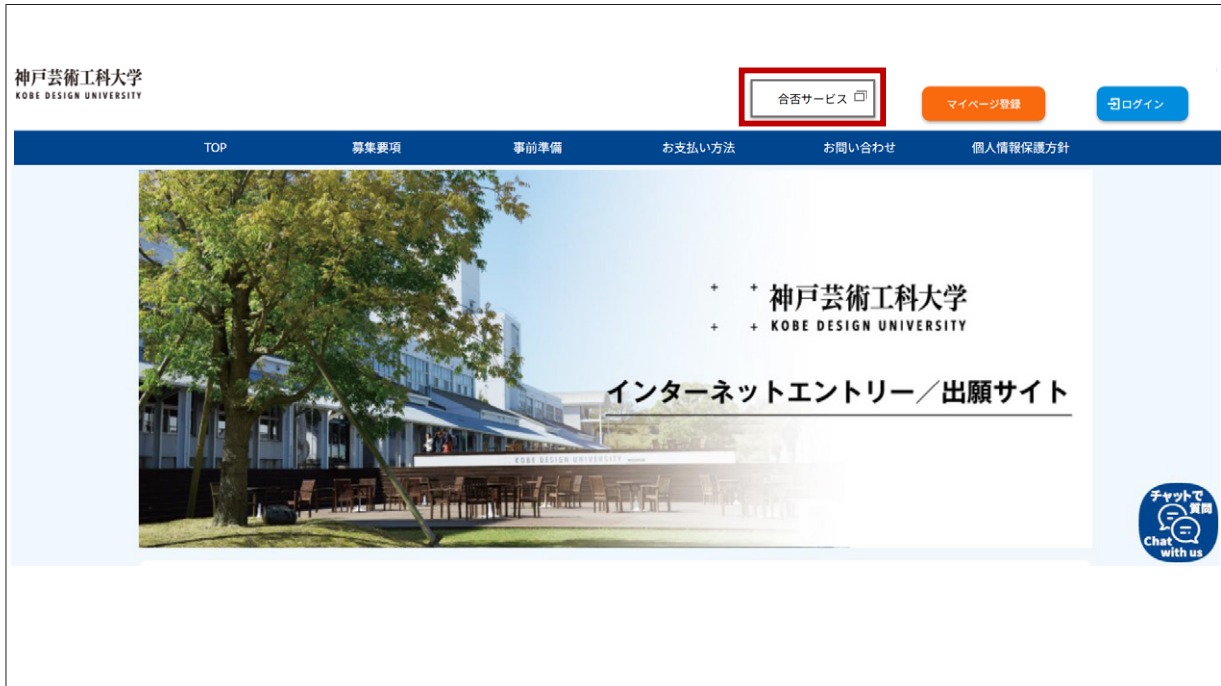 神戸芸術工科大学
KOBE DESIGN UNIVERSITY
合否サービス
マイページ登録
ログイン
TOP
募集要項
事前準備
お支払い方法
お問い合わせ
個人情報保護方針
神戸芸術工科大学
KOBE DESIGN UNIVERSITY
インターネットエントリー／出願サイト
KOBE DESIGN UNIVERSITY
チャットで
質問
Chat
with us